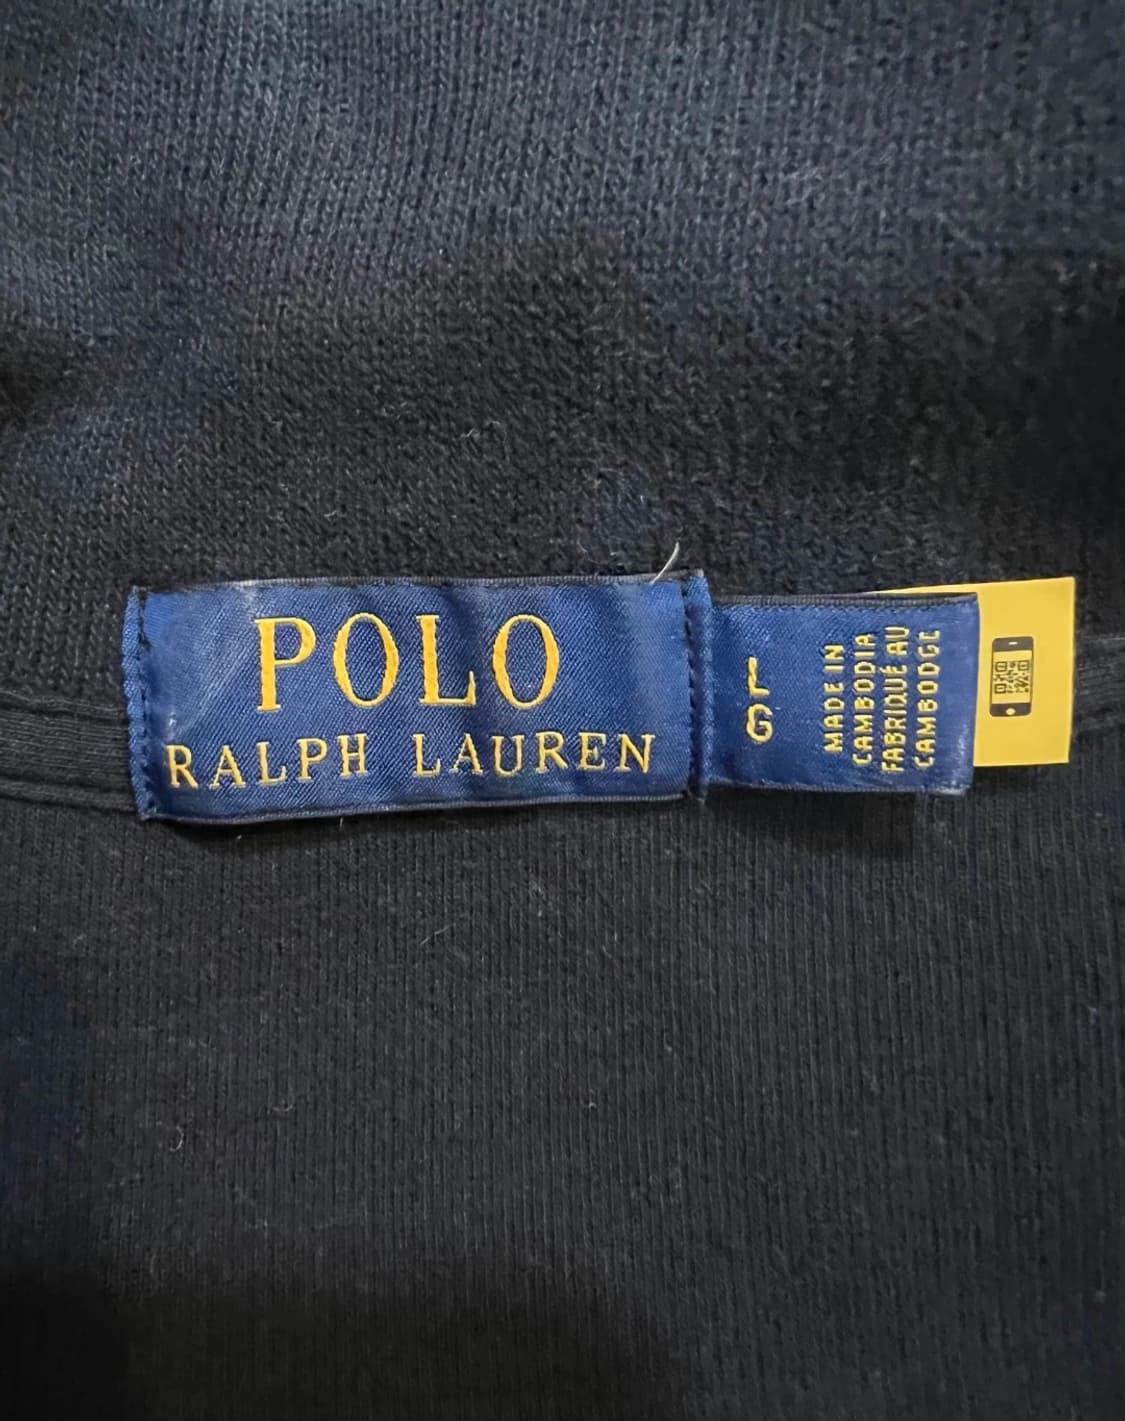 POLO
RALPH LAUREN
L
G
MADE IN
CAMBODIA
FABRIQUÉ AU
CAMBODGE